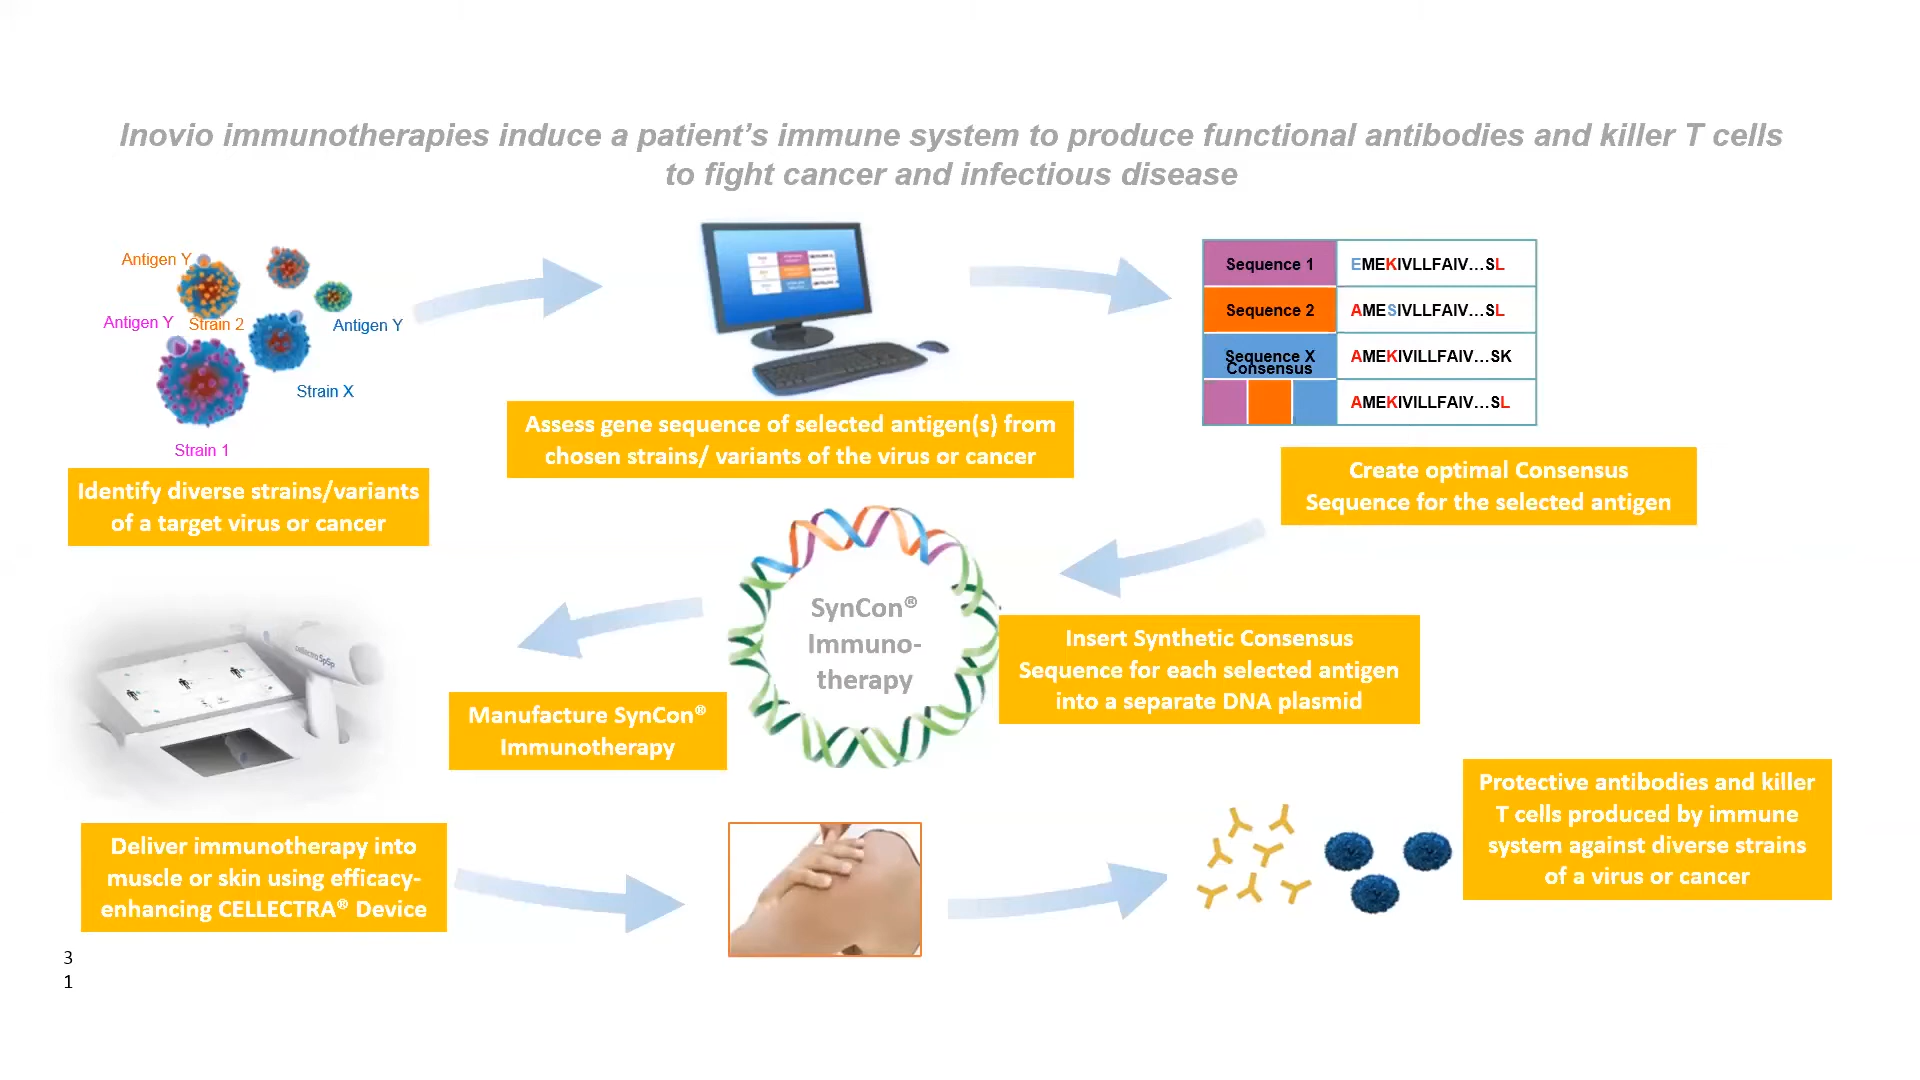 Inovio immunotherapies induce a patient’s immune system to produce functional antibodies and killer T cells
to fight cancer and infectious disease
Antigen Y
Antigen Y
Strain 2
Antigen Y
Strain X
Strain 1
Identify diverse strains/variants
of a target virus or cancer
Assess gene sequence of selected antigen(s) from
chosen strains/ variants of the virus or cancer
Sequence 1 EMEKIVLLFAIV…SL
Sequence 2 AMESIVLLFAIV…SL
Sequence X AMEKIVILLFAIV…SK
Consensus
AMEKIVILLFAIV…SL
Create optimal Consensus
Sequence for the selected antigen
SynCon®
Immuno-
therapy
Insert Synthetic Consensus
Sequence for each selected antigen
into a separate DNA plasmid
Manufacture SynCon®
Immunotherapy
cellectra SpSp
Deliver immunotherapy into
muscle or skin using efficacy-
enhancing CELLECTRA® Device
Protective antibodies and killer
T cells produced by immune
system against diverse strains
of a virus or cancer
3
1